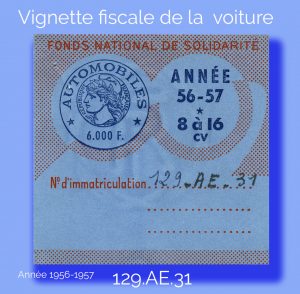 Vignette fiscale de la voiture
FONDS NATIONAL DE SOLIDARITÉ
AUTOMOBILES
6.000 F.
ANNÉE
56-57
★
8 à 16
CV
N° d'immatriculation. 129.AE.31
Année 1956-1957
129.AE.31